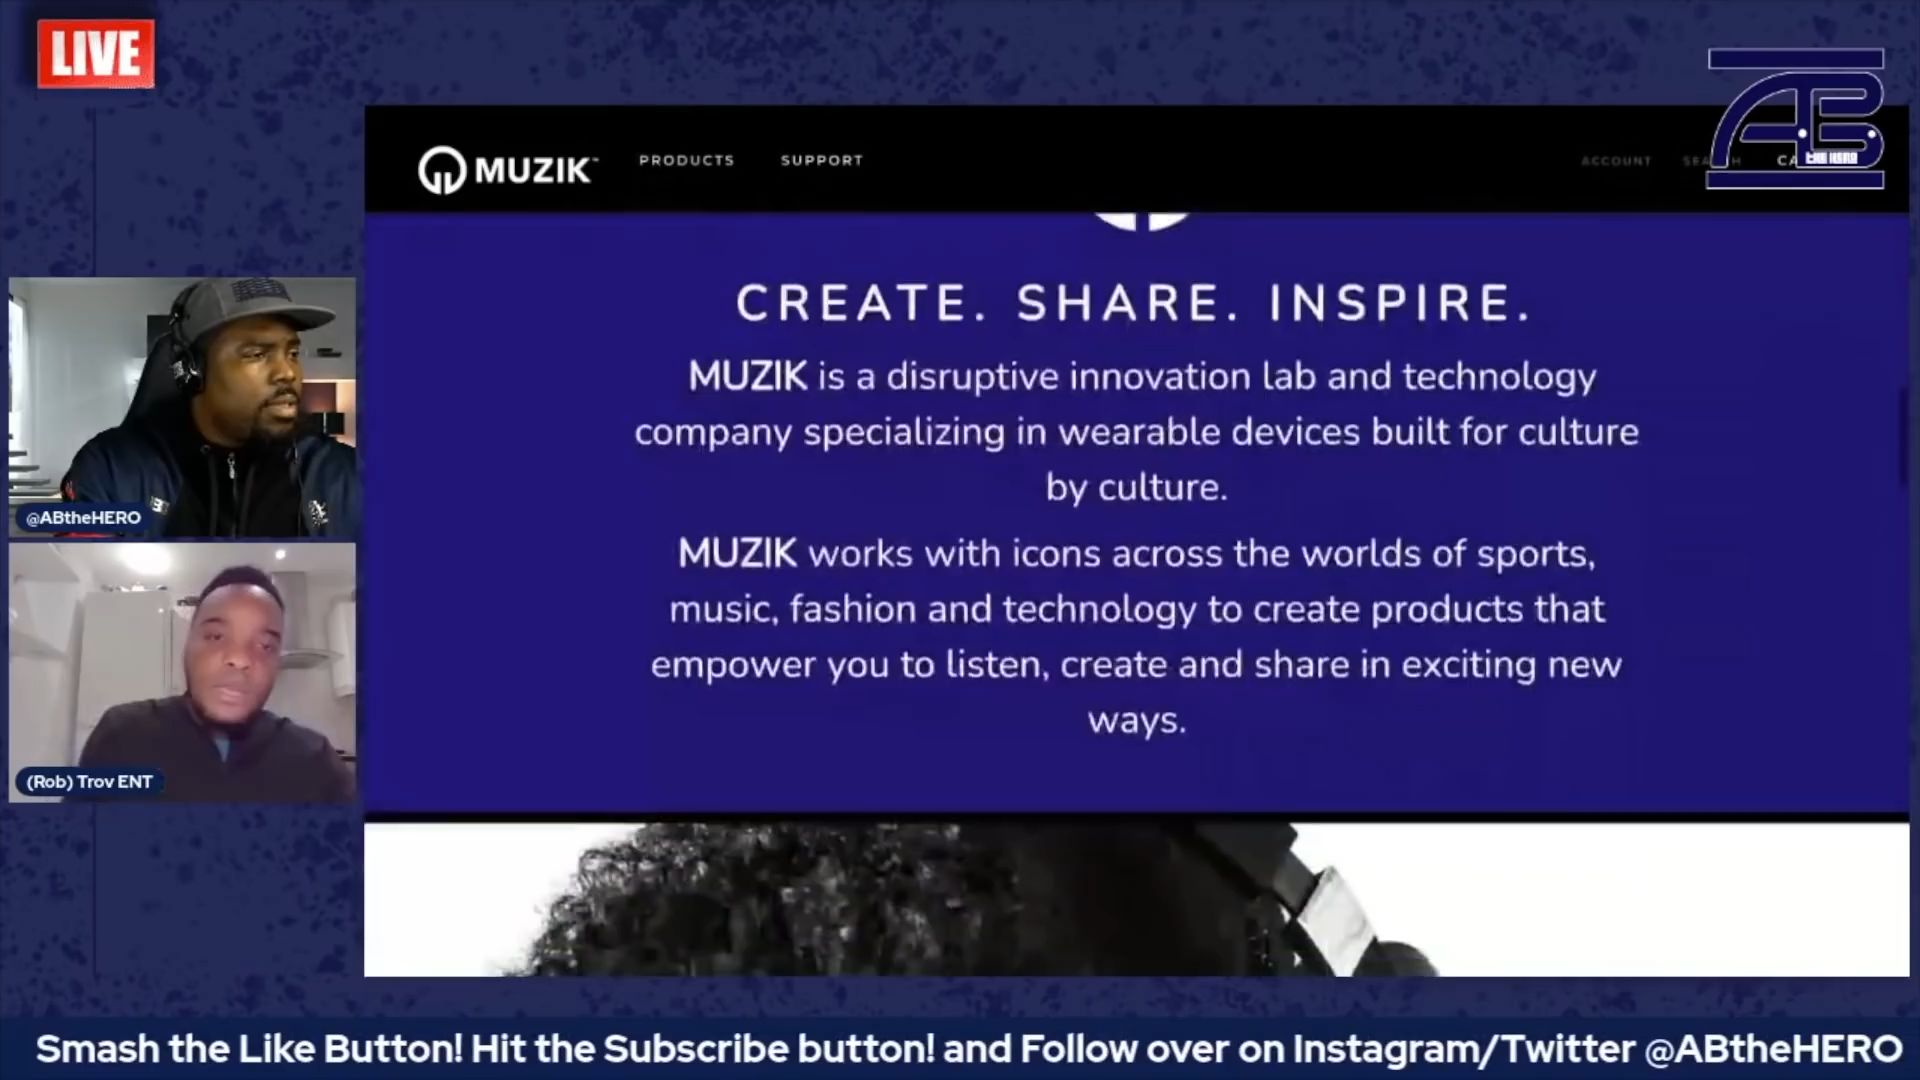 LIVE
AB
MUZIK™
PRODUCTS
SUPPORT
ACCOUNT
CREATE. SHARE. INSPIRE.
MUZIK is a disruptive innovation lab and technology
company specializing in wearable devices built for culture
by culture.
MUZIK works with icons across the worlds of sports,
music, fashion and technology to create products that
empower you to listen, create and share in exciting new
ways.
@ABtheHERO
(Rob) Trov ENT
Smash the Like Button! Hit the Subscribe button! and Follow over on Instagram/Twitter @ABtheHERO